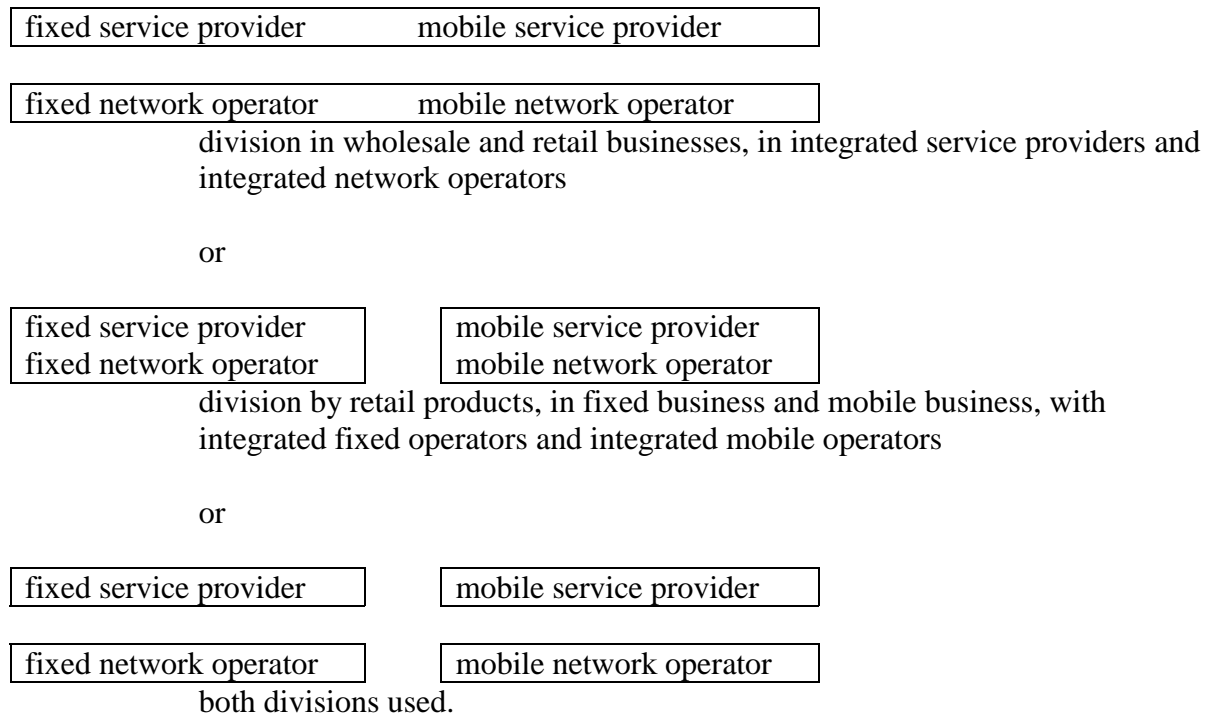 fixed service provider mobile service provider
fixed network operator mobile network operator
division in wholesale and retail businesses, in integrated service providers and
integrated network operators
or
fixed service provider mobile service provider
fixed network operator mobile network operator
division by retail products, in fixed business and mobile business, with
integrated fixed operators and integrated mobile operators
or
fixed service provider mobile service provider
fixed network operator mobile network operator
both divisions used.